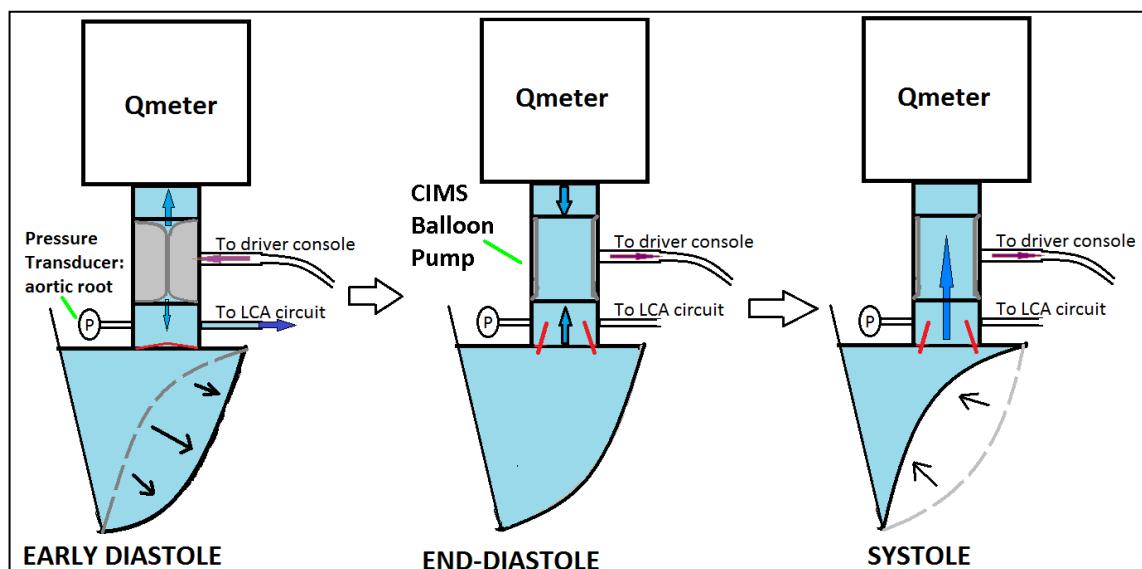 Qmeter
Pressure
Transducer:
aortic root
P
To driver console
To LCA circuit
EARLY DIASTOLE
Qmeter
CIMS
Balloon
Pump
To driver console
P
To LCA circuit
END-DIASTOLE
Qmeter
To driver console
P
To LCA circuit
SYSTOLE